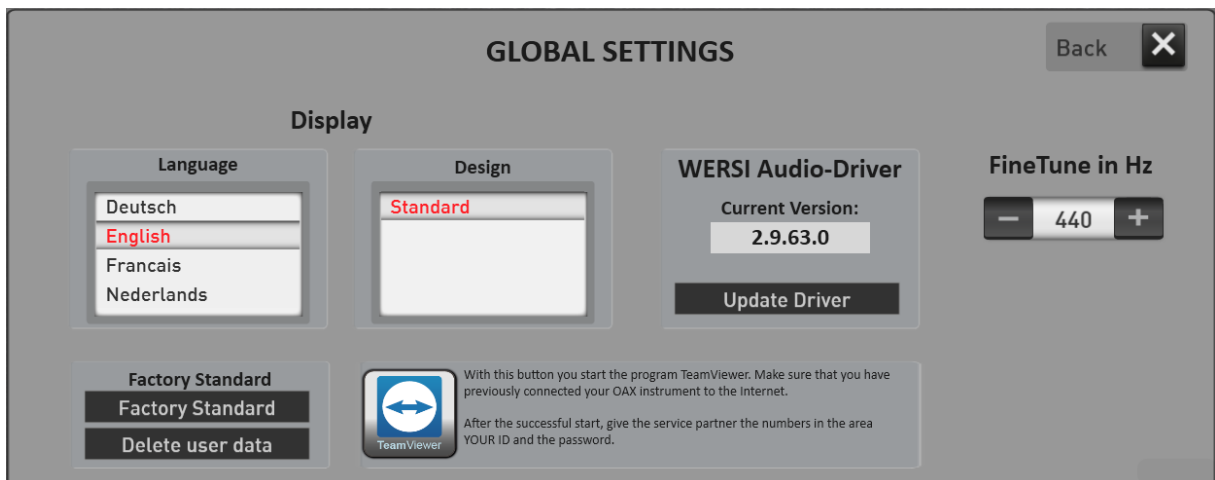 GLOBAL SETTINGS
Back
Display
Language
Deutsch
English
Francais
Nederlands
Design
Standard
WERSI Audio-Driver
Current Version:
2.9.63.0
Update Driver
FineTune in Hz
440
Factory Standard
Factory Standard
Delete user data
TeamViewer
With this button you start the program TeamViewer. Make sure that you have
previously connected your OAX instrument to the Internet.
After the successful start, give the service partner the numbers in the area
YOUR ID and the password.